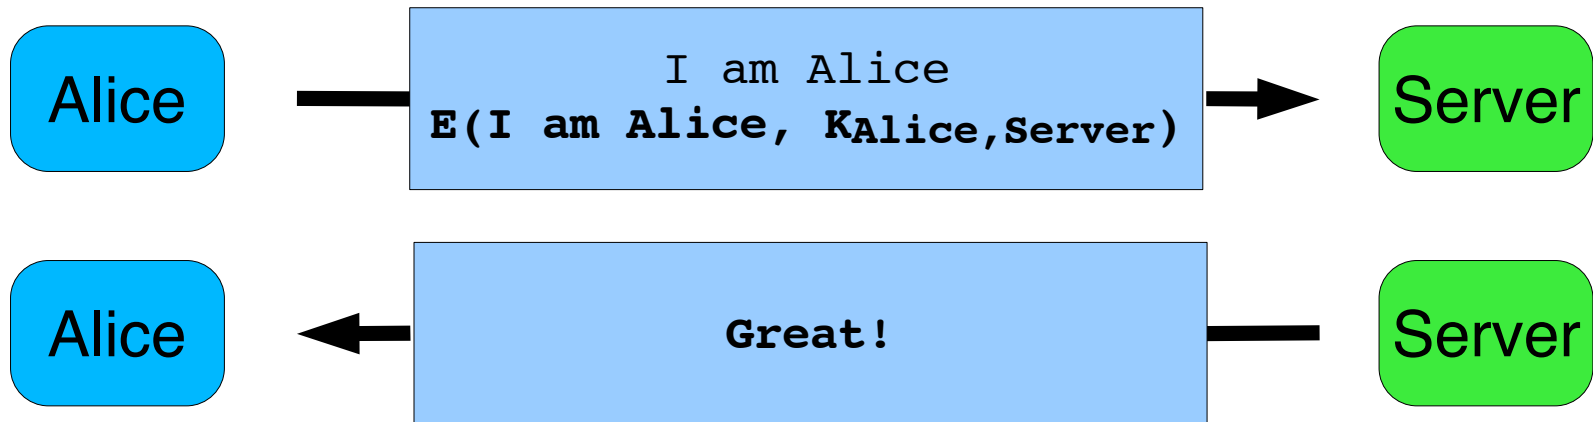 Alice
I am Alice
E(I am Alice, KAlice,Server)
Server
Alice
Great!
Server